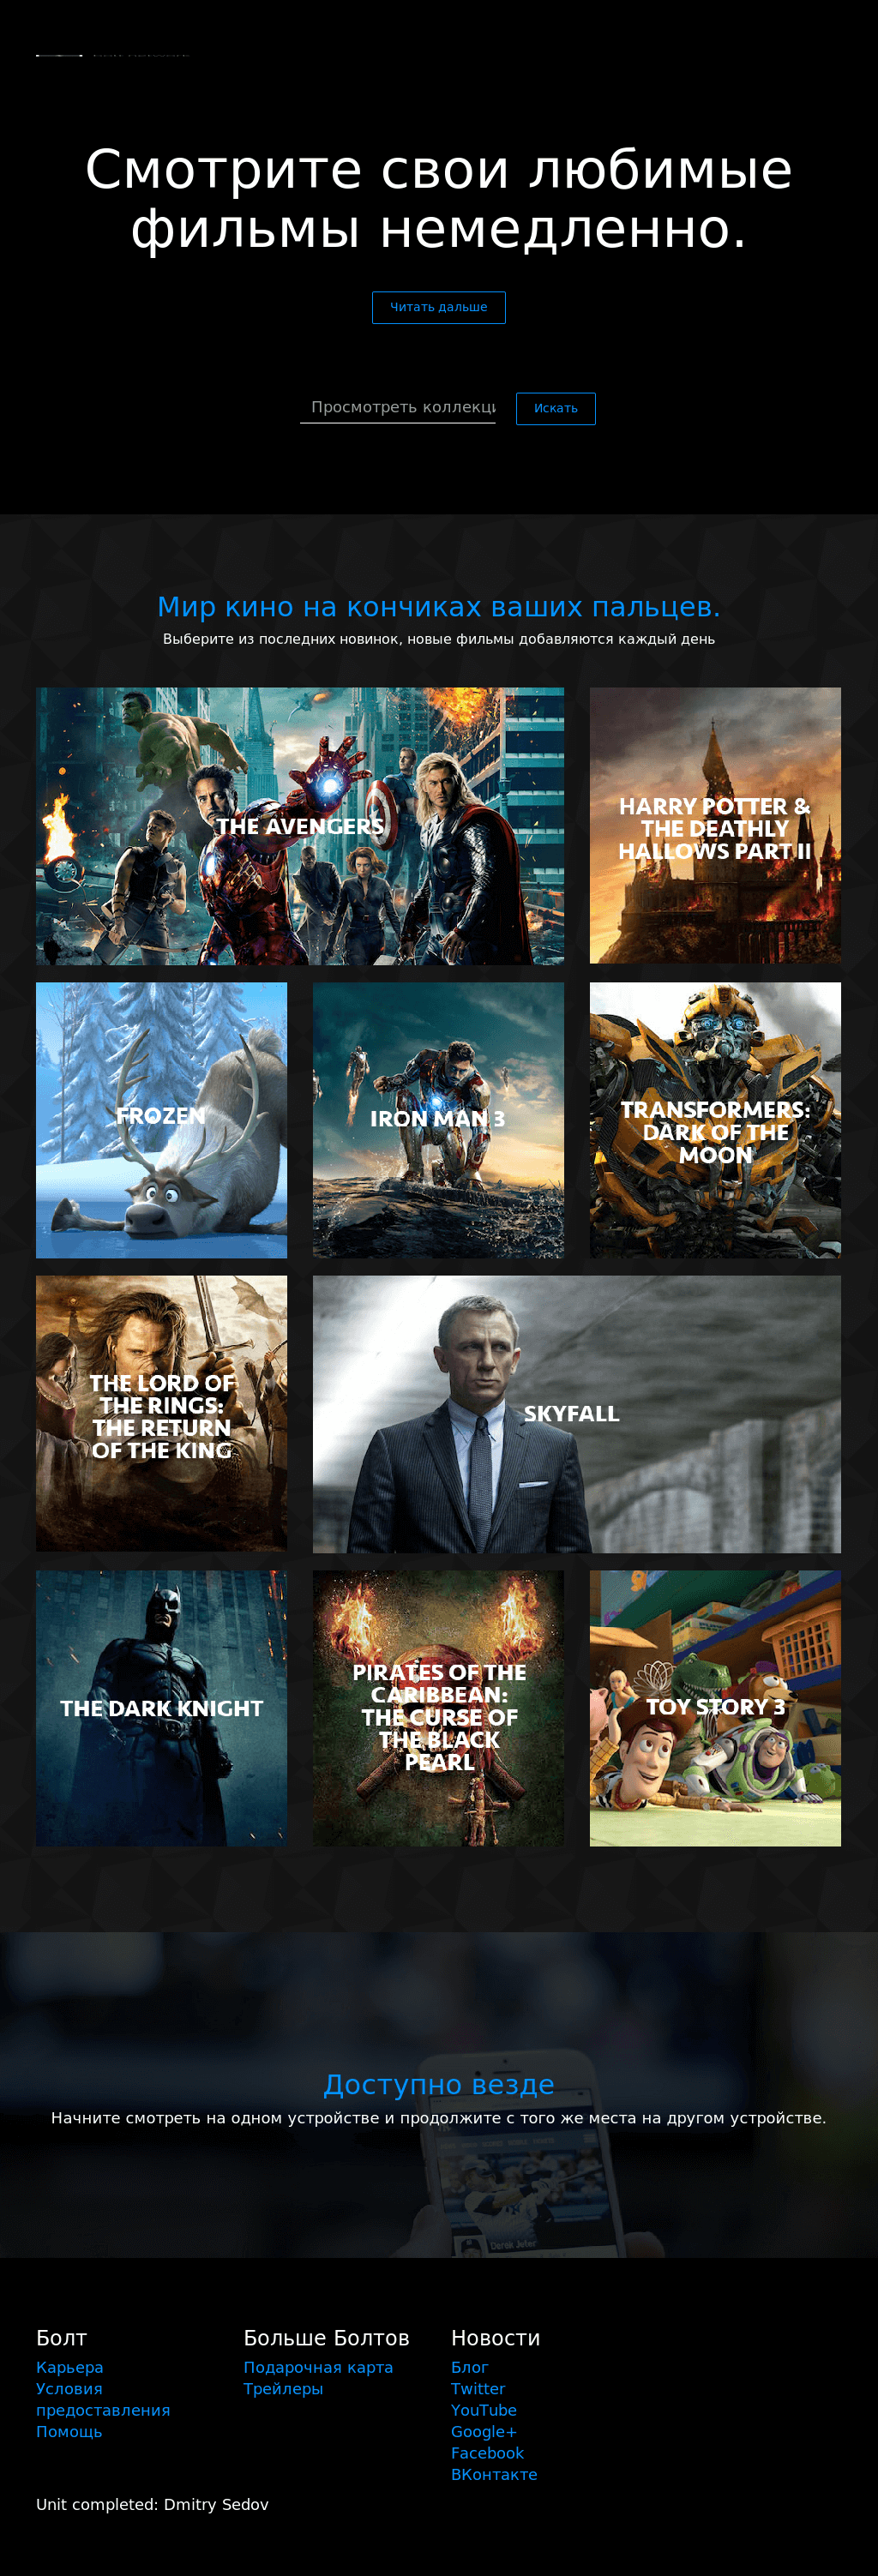 Смотрите свои любимые
фильмы немедленно.
Читать дальше
Просмотреть коллекци
Искать
Мир кино на кончиках ваших пальцев.
Выберите из последних новинок, новые фильмы добавляются каждый день
THE AVENGERS
HARRY POTTER &
THE DEATHLY
HALLOWS PART II
FROZEN
IRON MAN 3
TRANSFORMERS:
DARK OF THE
MOON
THE LORD OF
THE RINGS:
THE RETURN
OF THE KING
SKYFALL
THE DARK KNIGHT
PIRATES OF THE
CARIBBEAN:
THE CURSE OF
THE BLACK
PEARL
TOY STORY 3
Доступно везде
Начните смотреть на одном устройстве и продолжите с того же места на другом устройстве.
Derek Jeter
Болт
Карьера
Условия
предоставления
Помощь
Больше Болтов
Подарочная карта
Трейлеры
Новости
Блог
Twitter
YouTube
Google+
Facebook
ВКонтакте
Unit completed: Dmitry Sedov